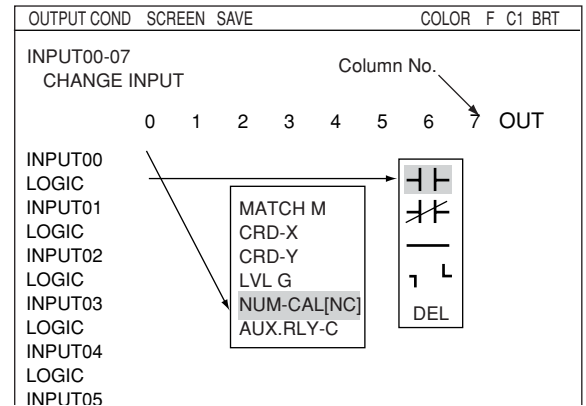 OUTPUT COND SCREEN SAVE COLOR F C1 BRT
INPUT00-07
CHANGE INPUT
Column No.
0 1 2 3 4 5 6 7 OUT
INPUT00
LOGIC
INPUT01
LOGIC
INPUT02
LOGIC
INPUT03
LOGIC
INPUT04
LOGIC
INPUT05
MATCH M
CRD-X
CRD-Y
LVL G
NUM-CAL[NC]
AUX.RLY-C
DEL